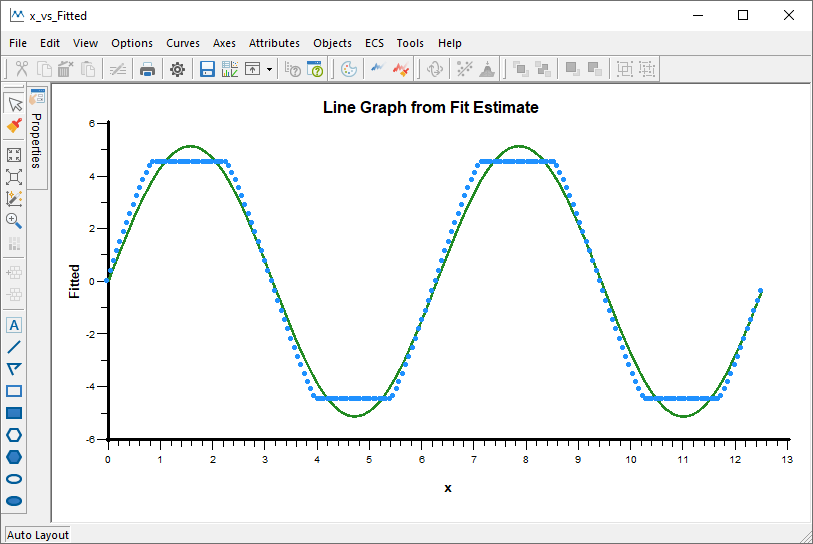 x_vs_Fitted
File Edit View Options Curves Axes Attributes Objects ECS Tools Help
Properties
A
Line Graph from Fit Estimate
Fitted
6
4
2
0
-2
-4
-6
0 1 2 3 4 5 6 7 8 9 10 11 12 13
x
Auto Layout